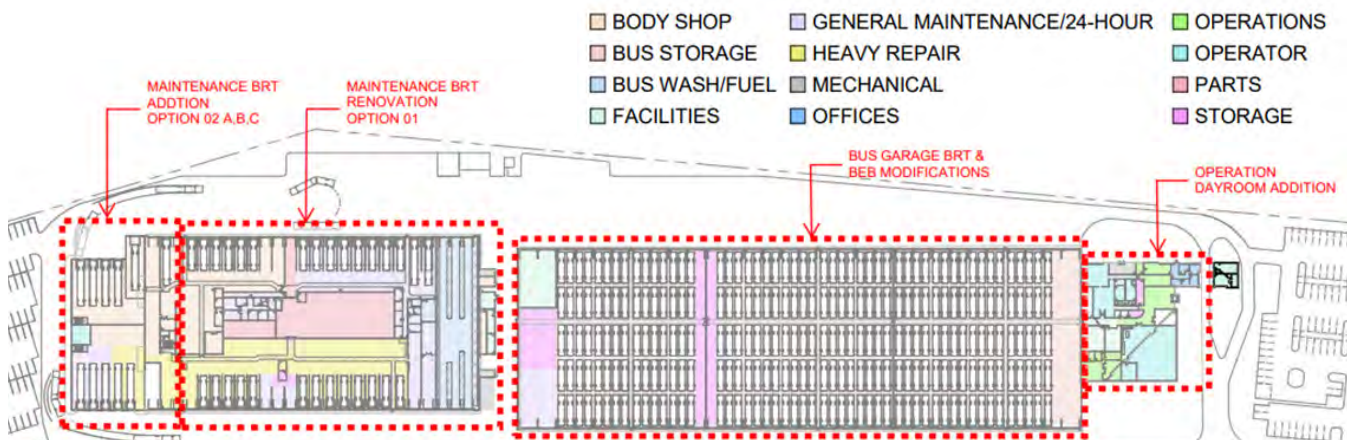 BODY SHOP
BUS STORAGE
BUS WASH/FUEL
FACILITIES
GENERAL MAINTENANCE/24-HOUR
HEAVY REPAIR
MECHANICAL
OFFICES
OPERATIONS
OPERATOR
PARTS
STORAGE
MAINTENANCE BRT
ADDTION
OPTION 02 A,B,C
MAINTENANCE BRT
RENOVATION
OPTION 01
BUS GARAGE BRT &
BEB MODIFICATIONS
OPERATION
DAYROOM ADDITION